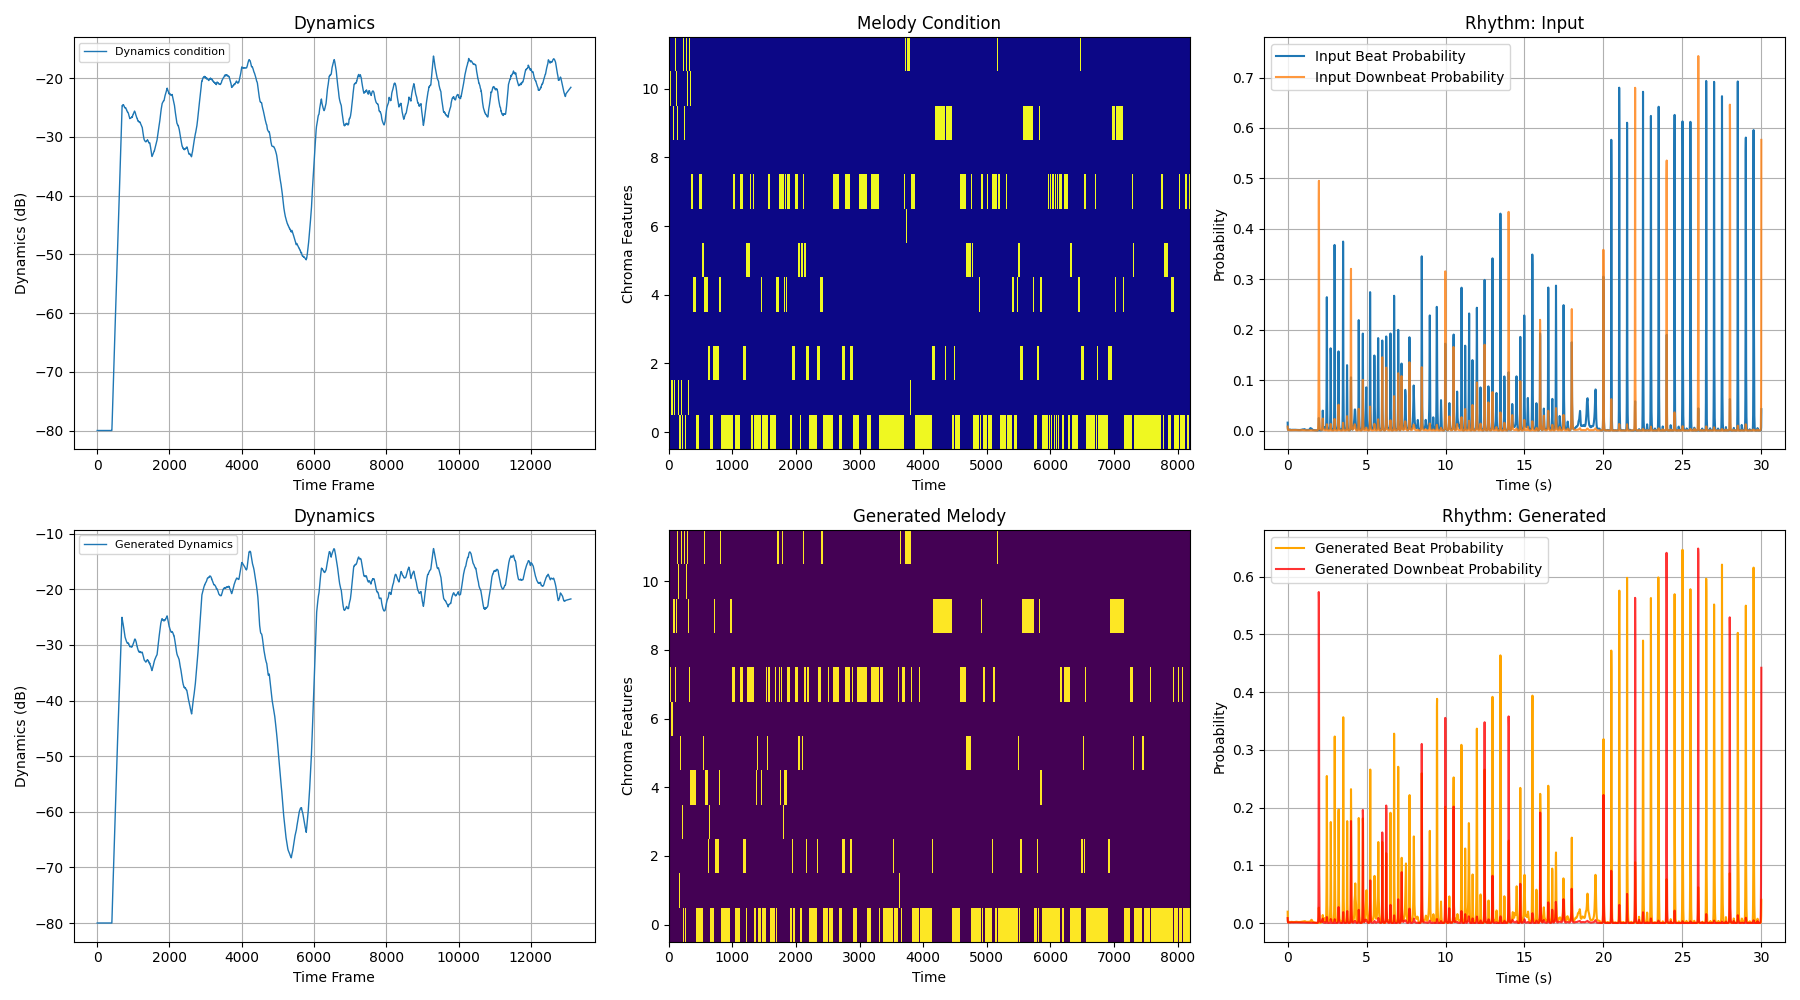 Dynamics
Dynamics condition
Dynamics (dB)
−20
−30
−40
−50
−60
−70
−80
0 2000 4000 6000 8000 10000 12000
Time Frame
Melody Condition
Chroma Features
10
8
6
4
2
0
0 1000 2000 3000 4000 5000 6000 7000 8000
Time
Rhythm: Input
Input Beat Probability
Input Downbeat Probability
Probability
0.7
0.6
0.5
0.4
0.3
0.2
0.1
0.0
0 5 10 15 20 25 30
Time (s)
Dynamics
Generated Dynamics
Dynamics (dB)
−10
−20
−30
−40
−50
−60
−70
−80
0 2000 4000 6000 8000 10000 12000
Time Frame
Generated Melody
Chroma Features
10
8
6
4
2
0
0 1000 2000 3000 4000 5000 6000 7000 8000
Time
Rhythm: Generated
Generated Beat Probability
Generated Downbeat Probability
Probability
0.6
0.5
0.4
0.3
0.2
0.1
0.0
0 5 10 15 20 25 30
Time (s)